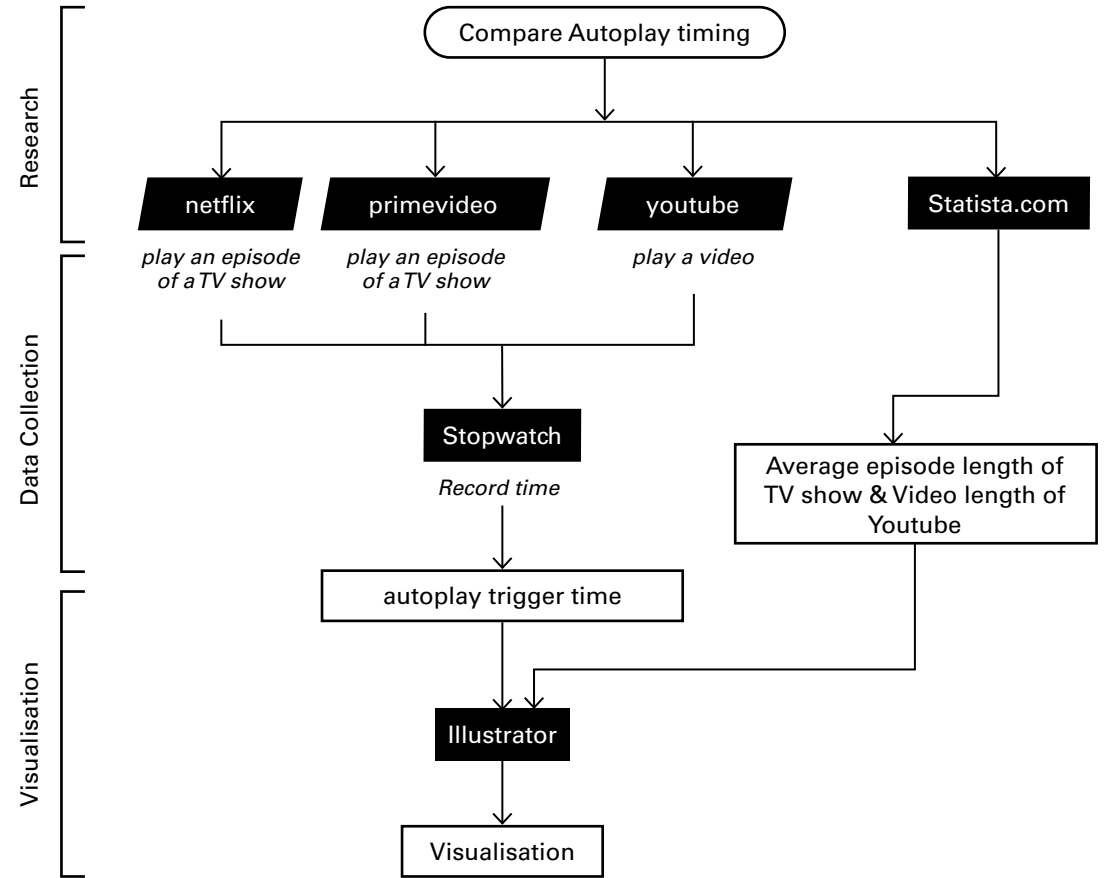 Compare Autoplay timing
Research
netflix
primevideo
youtube
Statista.com
play an episode
of a TV show
play an episode
of a TV show
play a video
Data Collection
Stopwatch
Record time
Average episode length of
TV show & Video length of
Youtube
autoplay trigger time
Visualisation
Illustrator
Visualisation